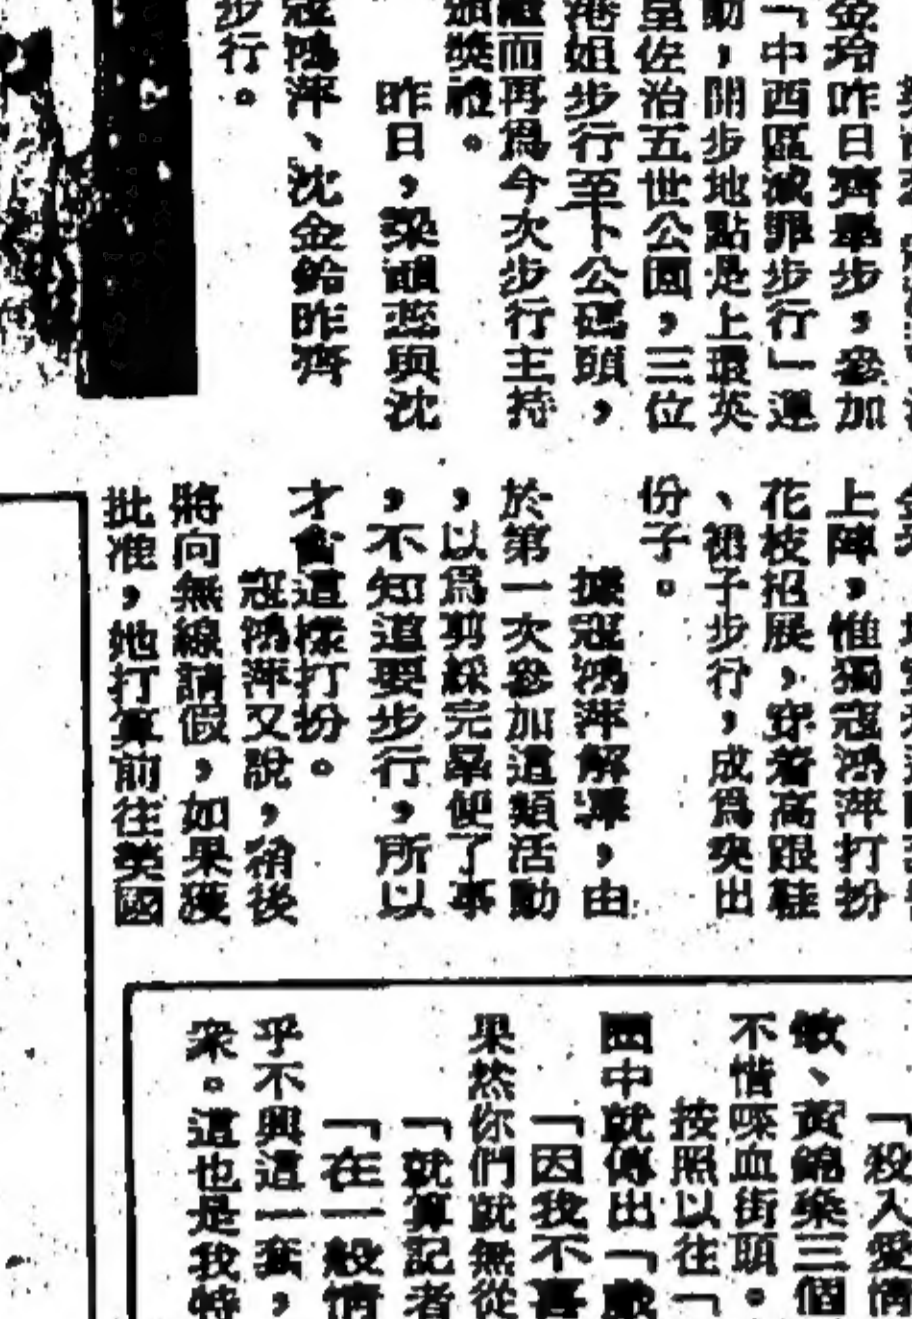 金玲昨日齊舉步，參加
「中西區滅罪步行」運
動，開步地點是上環英
皇佐治五世公園，三位
港姐步行至卜公碼頭，
而再爲今次步行主持
頒獎禮。
昨日，梁韻蕊與沈
寇鴻萍、沈金鈴昨齊
步行。
上陣，惟獨寇鴻萍打扮
花枝招展，穿着高跟鞋
、裙子步行，成爲突出
份子。
據寇鴻萍解釋，由
於第一次參加這類活動
，以爲剪綵完畢便了事
，不知道要步行，所以
才會這樣打扮。
寇鴻萍又說，稍後
將向無線請假，如果獲
批准，她打算前往英國
「殺人愛情
敏、黃錦燊三個
不惜喋血街頭。
按照以往「
圈中就傳出「戲
「因我不喜
果然你們就無從
「就算記者
「在一般情
乎不興這一套，
衆。這也是我特